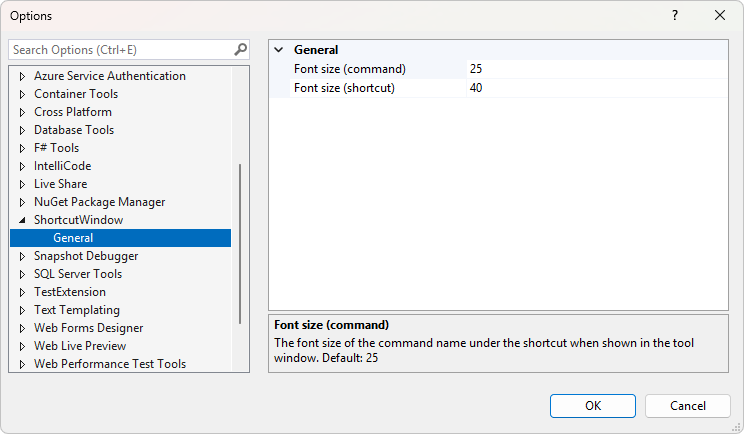 Options
?
Search Options (Ctrl+E)
Azure Service Authentication
Container Tools
Cross Platform
Database Tools
F# Tools
IntelliCode
Live Share
NuGet Package Manager
ShortcutWindow
General
Snapshot Debugger
SQL Server Tools
TestExtension
Text Templating
Web Forms Designer
Web Live Preview
Web Performance Test Tools
General
Font size (command) 25
Font size (shortcut) 40
Font size (command)
The font size of the command name under the shortcut when shown in the tool
window. Default: 25
OK
Cancel